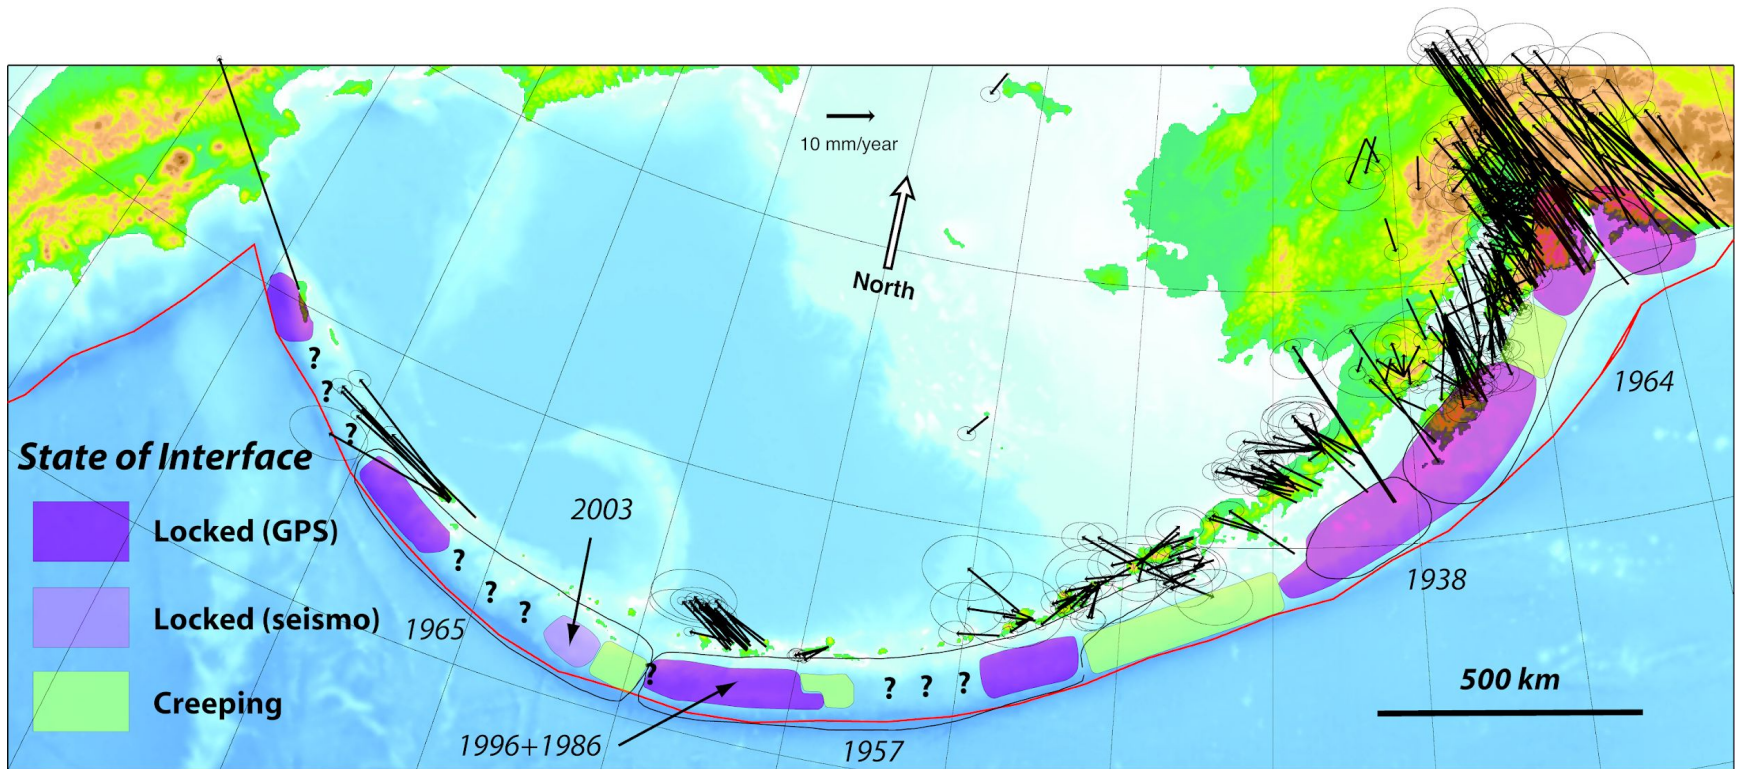 10 mm/year
North
?
?
?
State of Interface
Locked (GPS)
Locked (seismo)
Creeping
1964
2003
?
?
?
1965
1938
?
?
?
?
500 km
1996+1986
1957